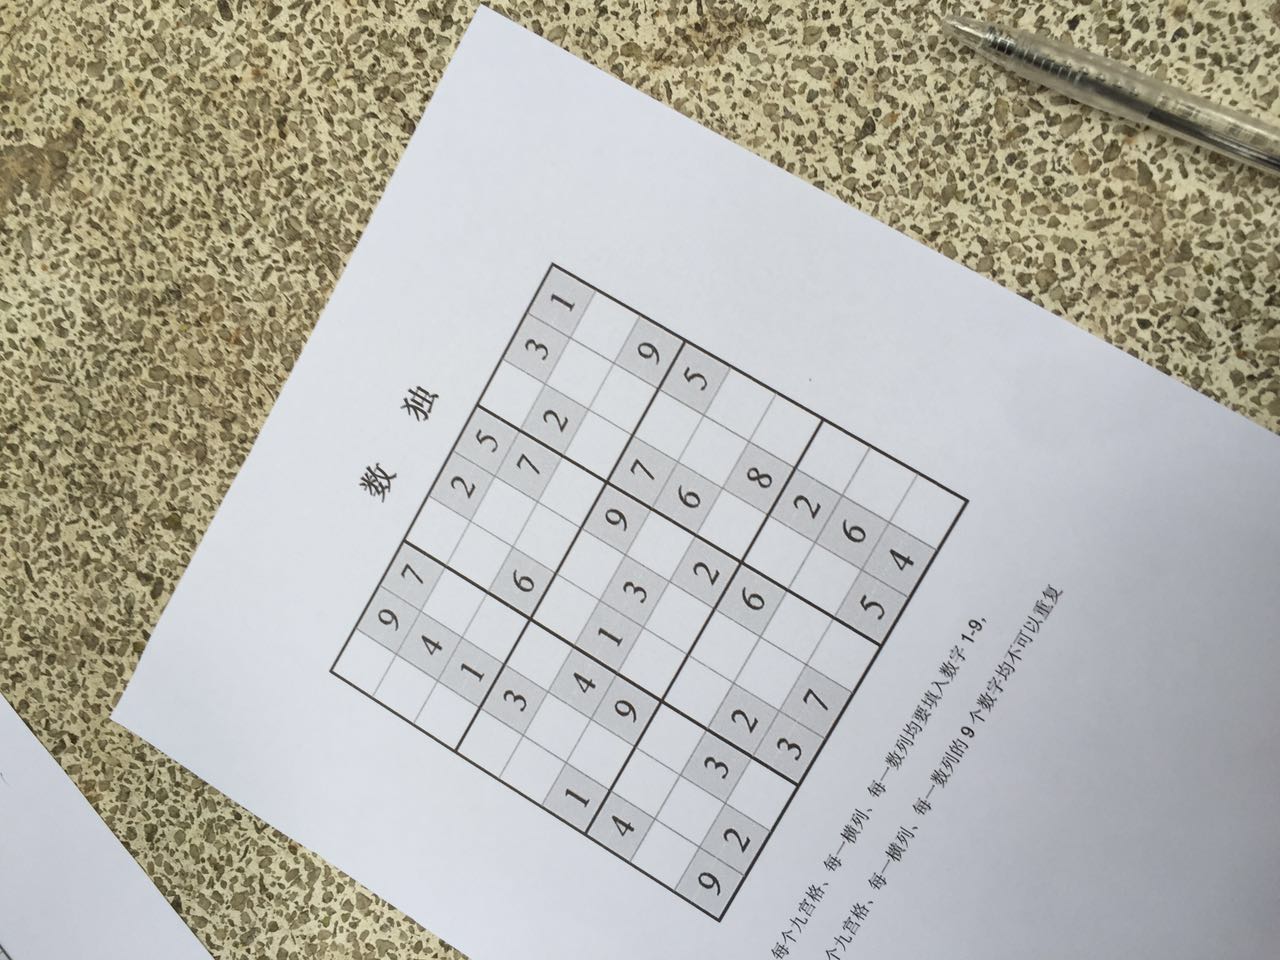 数 独
9 7 2 5 3 1
4 7 2
1 6 9
3 9 7 5
4 1 3 6
1 9 2 8
4 6 2
3 2 6
9 2 3 7 5 4
每个九宫格、每一横列、每一数列均要填入数字1-9，
个九宫格、每一横列、每一数列的9个数字均不可以重复